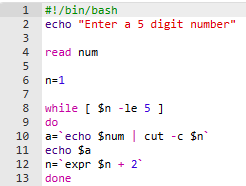 1 #!/bin/bash
2 echo "Enter a 5 digit number"
3
4 read num
5
6 n=1
7
8 while [ $n -le 5 ]
9 do
10 a=`echo $num | cut -c $n`
11 echo $a
12 n=`expr $n + 2`
13 done